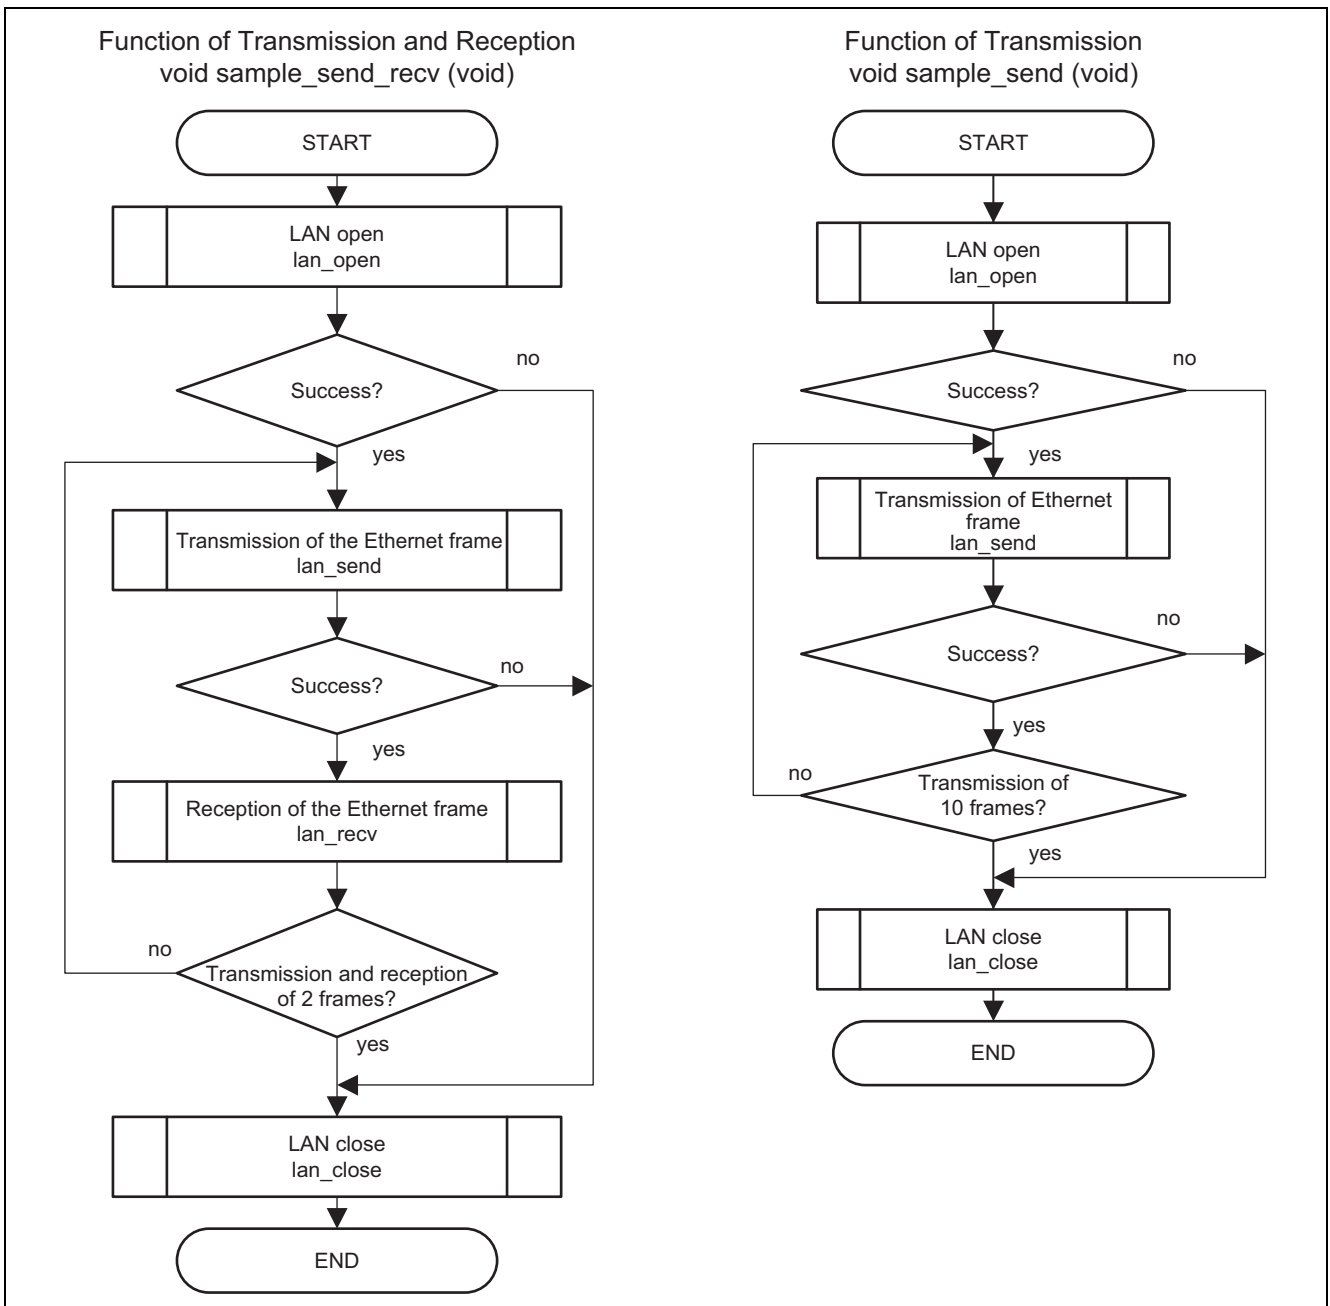 Function of Transmission and Reception
void sample_send_recv (void)
START
LAN open
lan_open
Success?
no
yes
Transmission of the Ethernet frame
lan_send
Success?
no
yes
Reception of the Ethernet frame
lan_recv
no
Transmission and reception
of 2 frames?
yes
LAN close
lan_close
END
Function of Transmission
void sample_send (void)
START
LAN open
lan_open
no
Success?
yes
Transmission of Ethernet
frame
lan_send
no
Success?
yes
no
Transmission of
10 frames?
yes
LAN close
lan_close
END